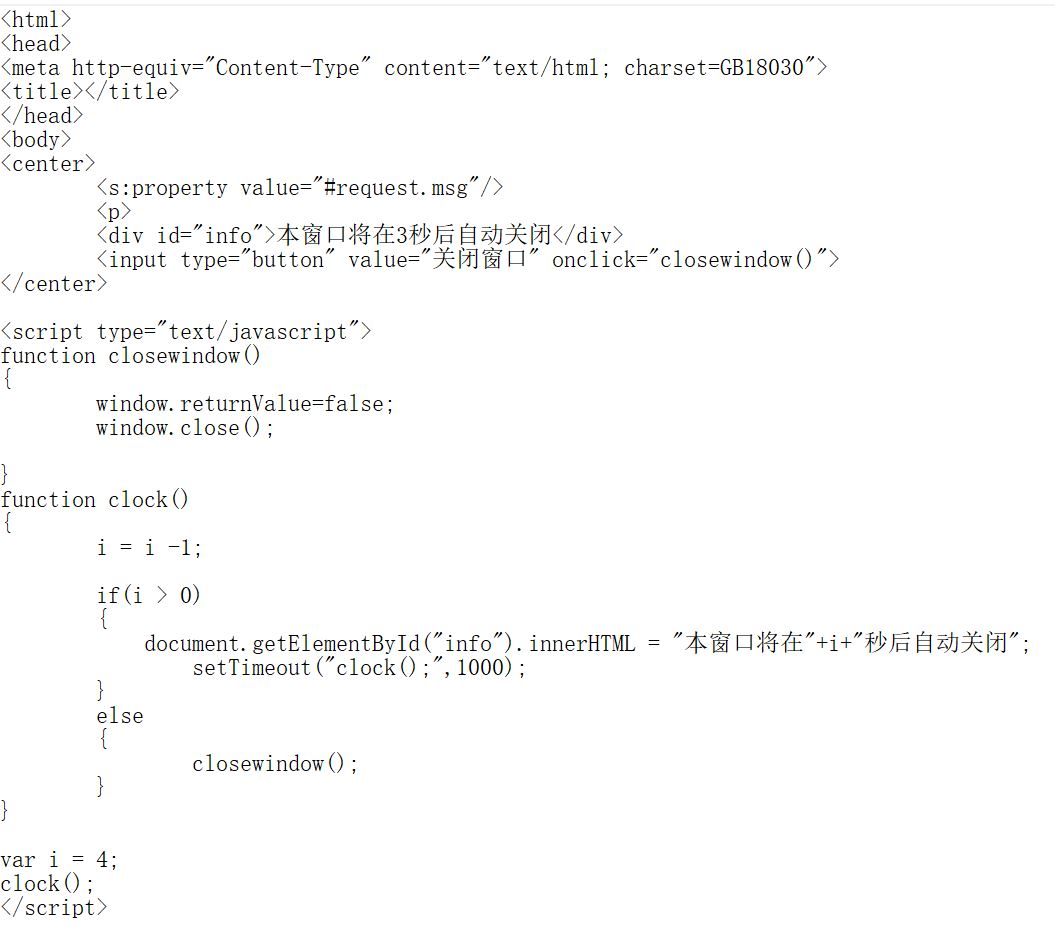 <html>
<head>
<meta http-equiv="Content-Type" content="text/html; charset=GB18030">
<title></title>
</head>
<body>
<center>
        <s:property value="#request.msg"/>
        <p>
        <div id="info">本窗口将在3秒后自动关闭</div>
        <input type="button" value="关闭窗口" onclick="closewindow()">
</center>

<script type="text/javascript">
function closewindow()
{
        window.returnValue=false;
        window.close();

}
function clock()
{
        i = i -1;

        if(i > 0)
        {
            document.getElementById("info").innerHTML = "本窗口将在"+i+"秒后自动关闭";
                setTimeout("clock();",1000);
        }
        else
        {
                closewindow();
        }
}

var i = 4;
clock();
</script>